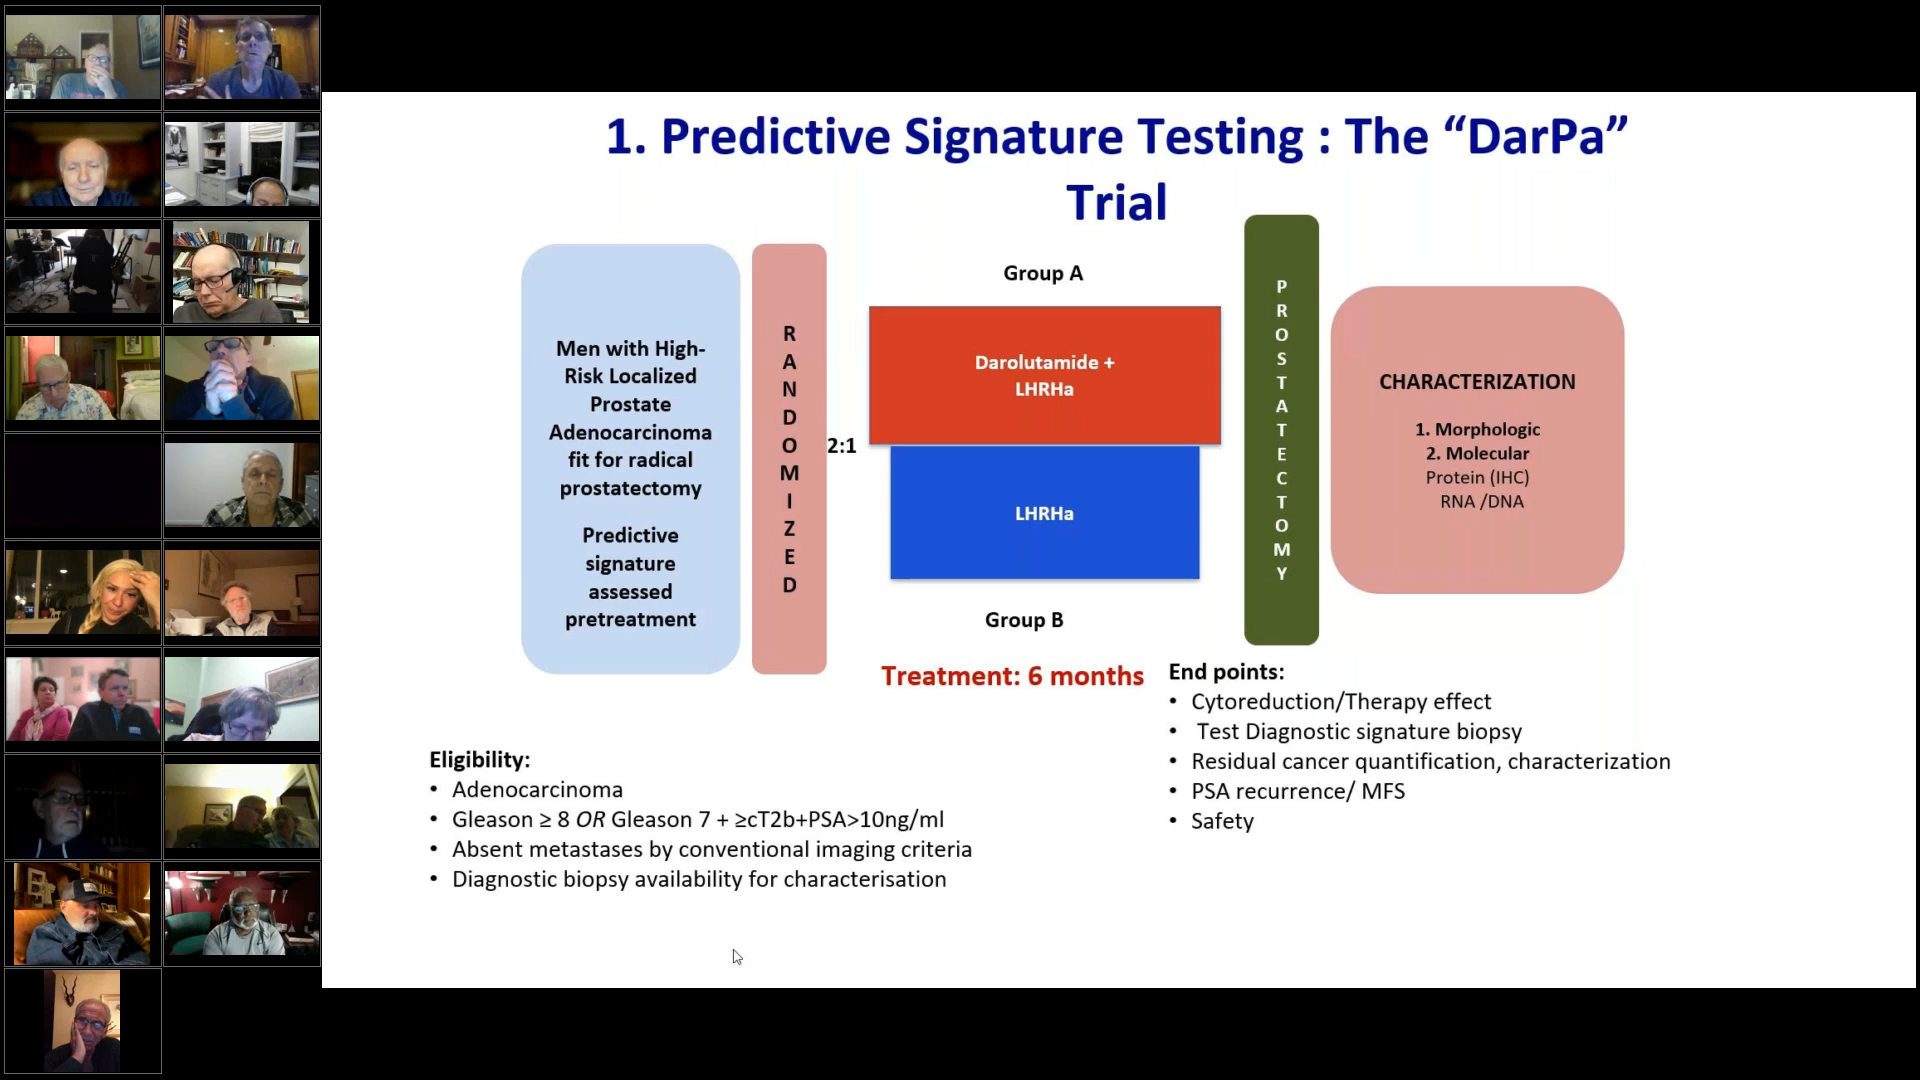 1. Predictive Signature Testing : The “DarPa”
Trial
Men with High-
Risk Localized
Prostate
Adenocarcinoma
fit for radical
prostatectomy
Predictive
signature
assessed
pretreatment
RANDOMIZED
2:1
Group A
Darolutamide +
LHRHa
LHRHa
Group B
Treatment: 6 months
PROSTATECTOMY
CHARACTERIZATION
1. Morphologic
2. Molecular
Protein (IHC)
RNA /DNA
Eligibility:
• Adenocarcinoma
• Gleason ≥ 8 OR Gleason 7 + ≥cT2b+PSA>10ng/ml
• Absent metastases by conventional imaging criteria
• Diagnostic biopsy availability for characterisation
End points:
• Cytoreduction/Therapy effect
• Test Diagnostic signature biopsy
• Residual cancer quantification, characterization
• PSA recurrence/ MFS
• Safety